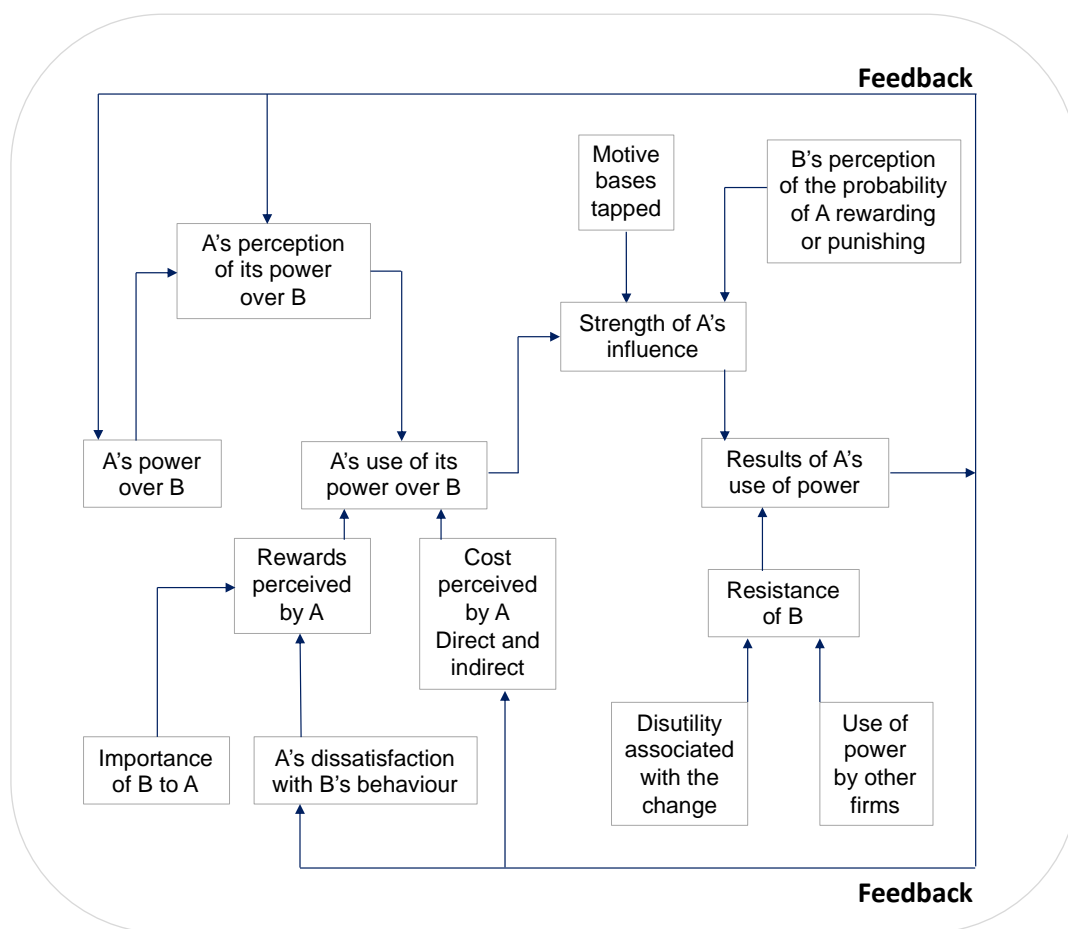 Feedback
Motive
bases
tapped
B’s perception
of the probability
of A rewarding
or punishing
A’s perception
of its power
over B
Strength of A’s
influence
A’s power
over B
A’s use of its
power over B
Results of A’s
use of power
Rewards
perceived
by A
Cost
perceived
by A
Direct and
indirect
Resistance
of B
Importance
of B to A
A’s dissatisfaction
with B’s behaviour
Disutility
associated
with the
change
Use of
power
by other
firms
Feedback